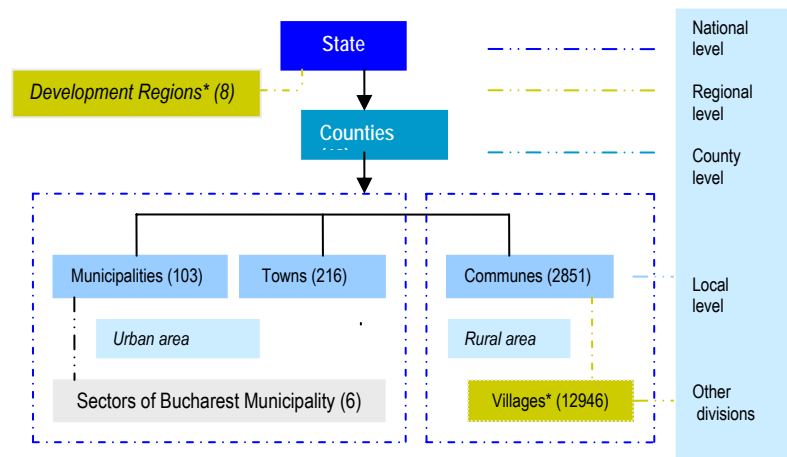 State
National
level
Development Regions* (8)
Regional
level
Counties
County
level
Municipalities (103)
Towns (216)
Communes (2851)
Local
level
Urban area
Rural area
Sectors of Bucharest Municipality (6)
Villages* (12946)
Other
divisions